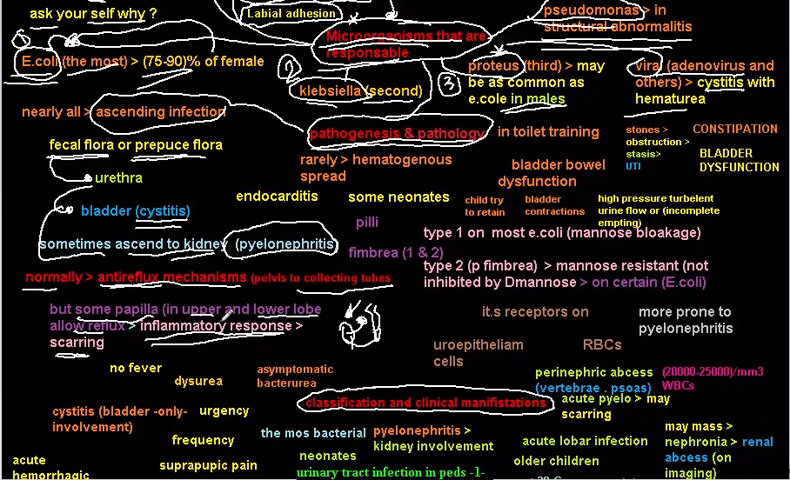 ask your self why ?
Labial adhesion
pseudomonas > in
structural abnormalitis
Microorganisms that are
responsable
E.coli (the most) > (75-90)% of female
klebsiella (second)
proteus (third) > may
be as common as
e.cole in males
viral (adenovirus and
others) > cystitis with
hematurea
nearly all > ascending infection
pathogenesis & pathology
in toilet training
stones >
obstruction >
stasis>
UTI
CONSTIPATION
BLADDER
DYSFUNCTION
fecal flora or prepuce flora
rarely > hematogenous
spread
bladder bowel
dysfunction
urethra
endocarditis
some neonates
child try
to retain
bladder
contractions
high pressure turbelent
urine flow or (incomplete
empting)
bladder (cystitis)
pilli
type 1 on most e.coli (mannose bloakage)
sometimes ascend to kidney (pyelonephritis)
fimbrea (1 & 2)
type 2 (p fimbrea) > mannose resistant (not
inhibited by Dmannose > on certain (E.coli)
normally > antireflux mechanisms (pelvis to collecting tubes
but some papilla (in upper and lower lobe
allow reflux > inflammatory response >
scarring
it.s receptors on
more prone to
pyelonephritis
uroepitheliam
cells
RBCs
no fever
dysurea
asymptomatic
bacterurea
perinephric abcess
(vertebrae . psoas)
(20000-25000)/mm3
WBCs
classification and clinical manifistations
acute pyelo > may
scarring
cystitis (bladder -only-
involvement)
urgency
frequency
the mos bacterial
pyelonephritis >
kidney involvement
acute lobar infection
may mass >
nephronia > renal
abcess (on
imaging)
acute
hemorrhagic
suprapupic pain
neonates
older children
urinary tract infection in peds -1-